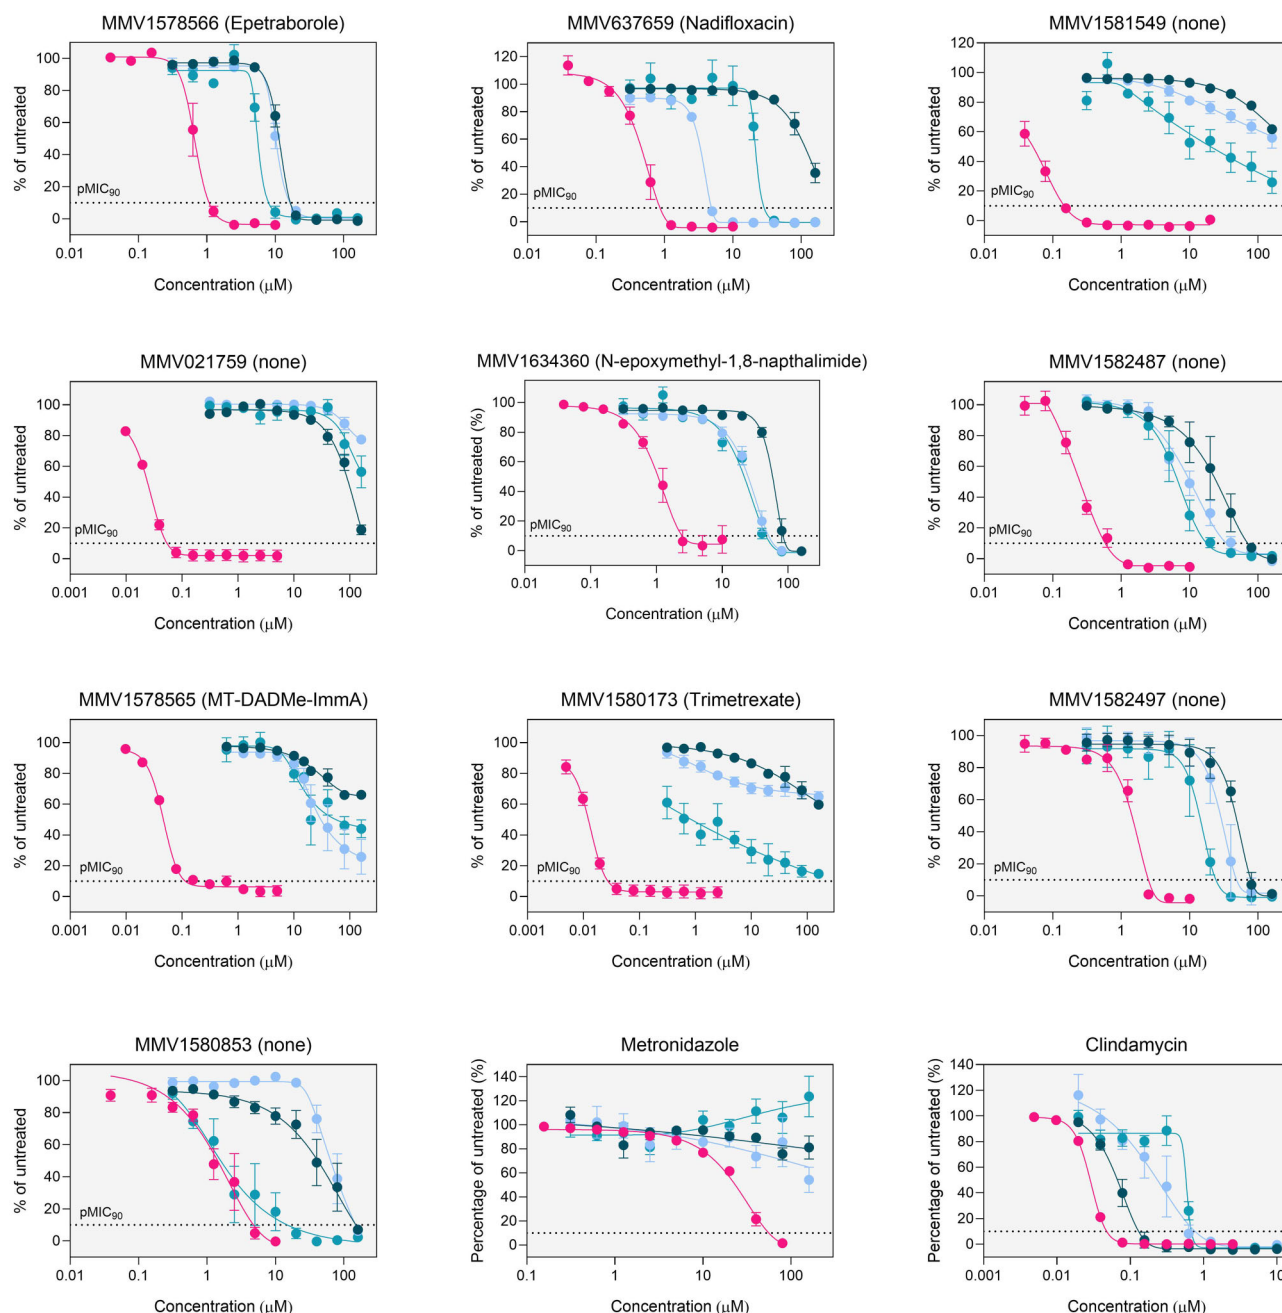 MMV1578566 (Epetraborole)
% of untreated
100
80
60
40
20
0
pMIC90
0.01 0.1 1 10 100
Concentration (μM)
MMV637659 (Nadifloxacin)
% of untreated
120
100
80
60
40
20
0
pMIC90
0.01 0.1 1 10 100
Concentration (μM)
MMV1581549 (none)
% of untreated
120
100
80
60
40
20
0
pMIC90
0.01 0.1 1 10 100
Concentration (μM)
MMV021759 (none)
% of untreated
100
80
60
40
20
0
pMIC90
0.001 0.01 0.1 1 10 100
Concentration (μM)
MMV1634360 (N-epoxymethyl-1,8-napthalimide)
% of untreated (%)
100
80
60
40
20
0
pMIC90
0.01 0.1 1 10 100
Concentration (μM)
MMV1582487 (none)
% of untreated
100
80
60
40
20
0
pMIC90
0.01 0.1 1 10 100
Concentration (μM)
MMV1578565 (MT-DADMe-ImmA)
% of untreated
100
80
60
40
20
0
pMIC90
0.001 0.01 0.1 1 10 100
Concentration (μM)
MMV1580173 (Trimetrexate)
% of untreated
100
80
60
40
20
0
pMIC90
0.001 0.01 0.1 1 10 100
Concentration (μM)
MMV1582497 (none)
% of untreated
100
80
60
40
20
0
pMIC90
0.01 0.1 1 10 100
Concentration (μM)
MMV1580853 (none)
% of untreated
100
80
60
40
20
0
pMIC90
0.01 0.1 1 10 100
Concentration (μM)
Metronidazole
Percentage of untreated (%)
140
120
100
80
60
40
20
0
0.1 1 10 100
Concentration (μM)
Clindamycin
Percentage of untreated (%)
140
120
100
80
60
40
20
0
0.001 0.01 0.1 1 10
Concentration (μM)